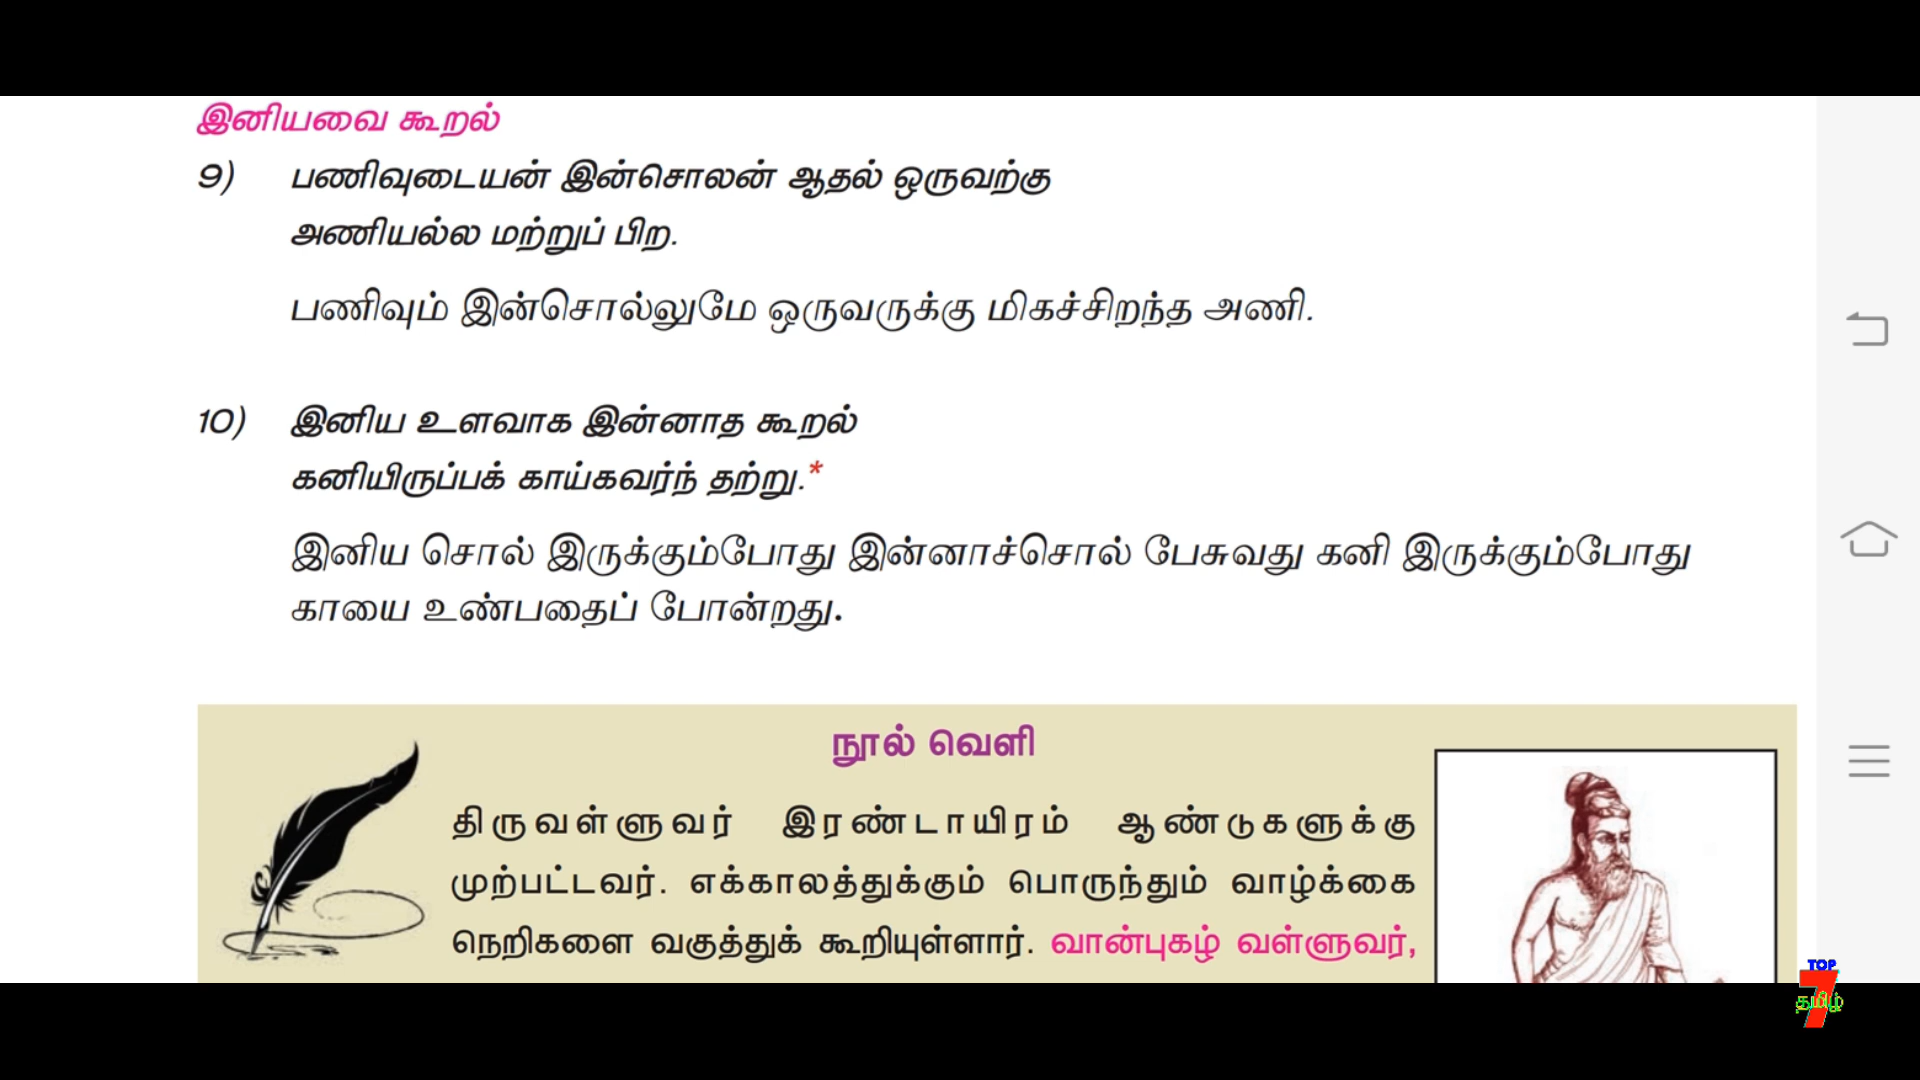 இனியவை கூறல்
9) பணிவுடையன் இன்சொலன் ஆதல் ஒருவற்கு
அணியல்ல மற்றுப் பிற.
பணிவும் இன்சொல்லுமே ஒருவருக்கு மிகச்சிறந்த அணி.
10) இனிய உளவாக இன்னாத கூறல்
கனியிருப்பக் காய்கவர்ந் தற்று.*
இனிய சொல் இருக்கும்போது இன்னாச்சொல் பேசுவது கனி இருக்கும்போது
காயை உண்பதைப் போன்றது.
நூல் வெளி
திருவள்ளுவர் இரண்டாயிரம் ஆண்டுகளுக்கு
முற்பட்டவர். எக்காலத்துக்கும் பொருந்தும் வாழ்க்கை
நெறிகளை வகுத்துக் கூறியுள்ளார். வான்புகழ் வள்ளுவர்,
TOP
7
தமிழ்